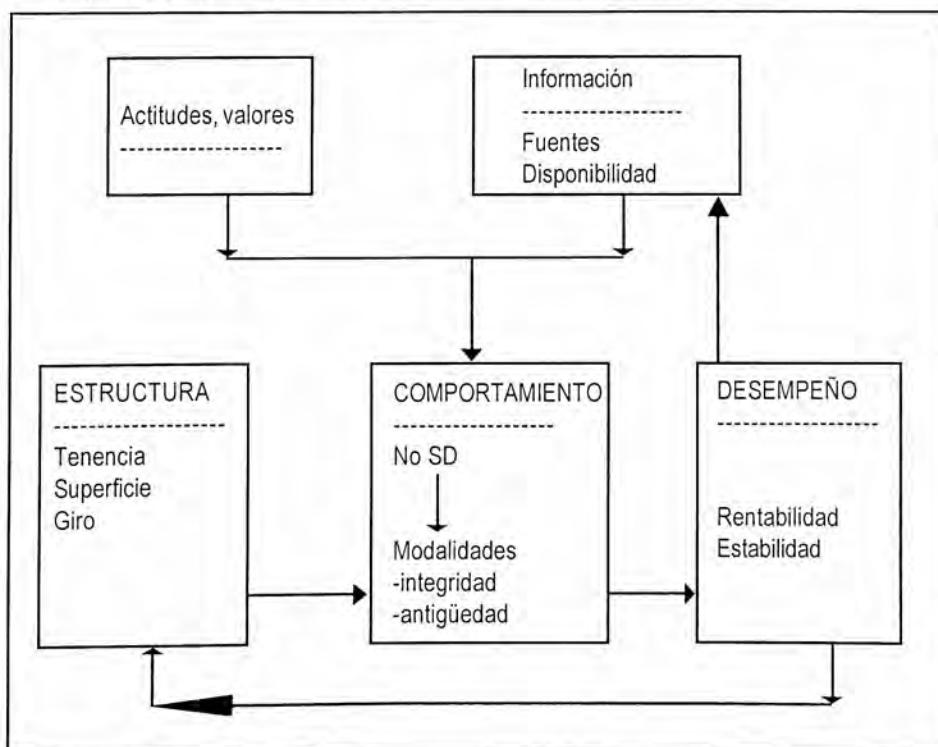 Actitudes, valores
Información
Fuentes
Disponibilidad
ESTRUCTURA
Tenencia
Superficie
Giro
COMPORTAMIENTO
No SD
Modalidades
-integridad
-antigüedad
DESEMPEÑO
Rentabilidad
Estabilidad